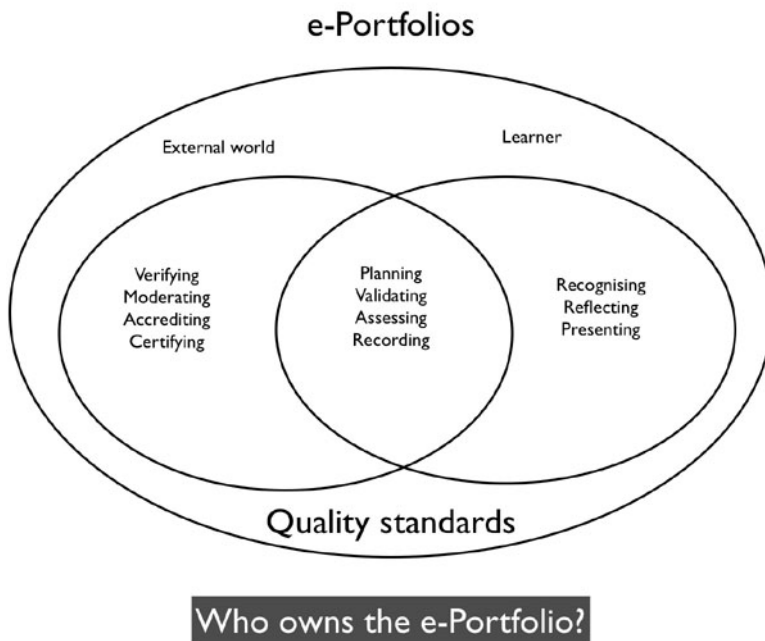 e-Portfolios
External world
Learner
Verifying
Moderating
Accrediting
Certifying
Planning
Validating
Assessing
Recording
Recognising
Reflecting
Presenting
Quality standards
Who owns the e-Portfolio?